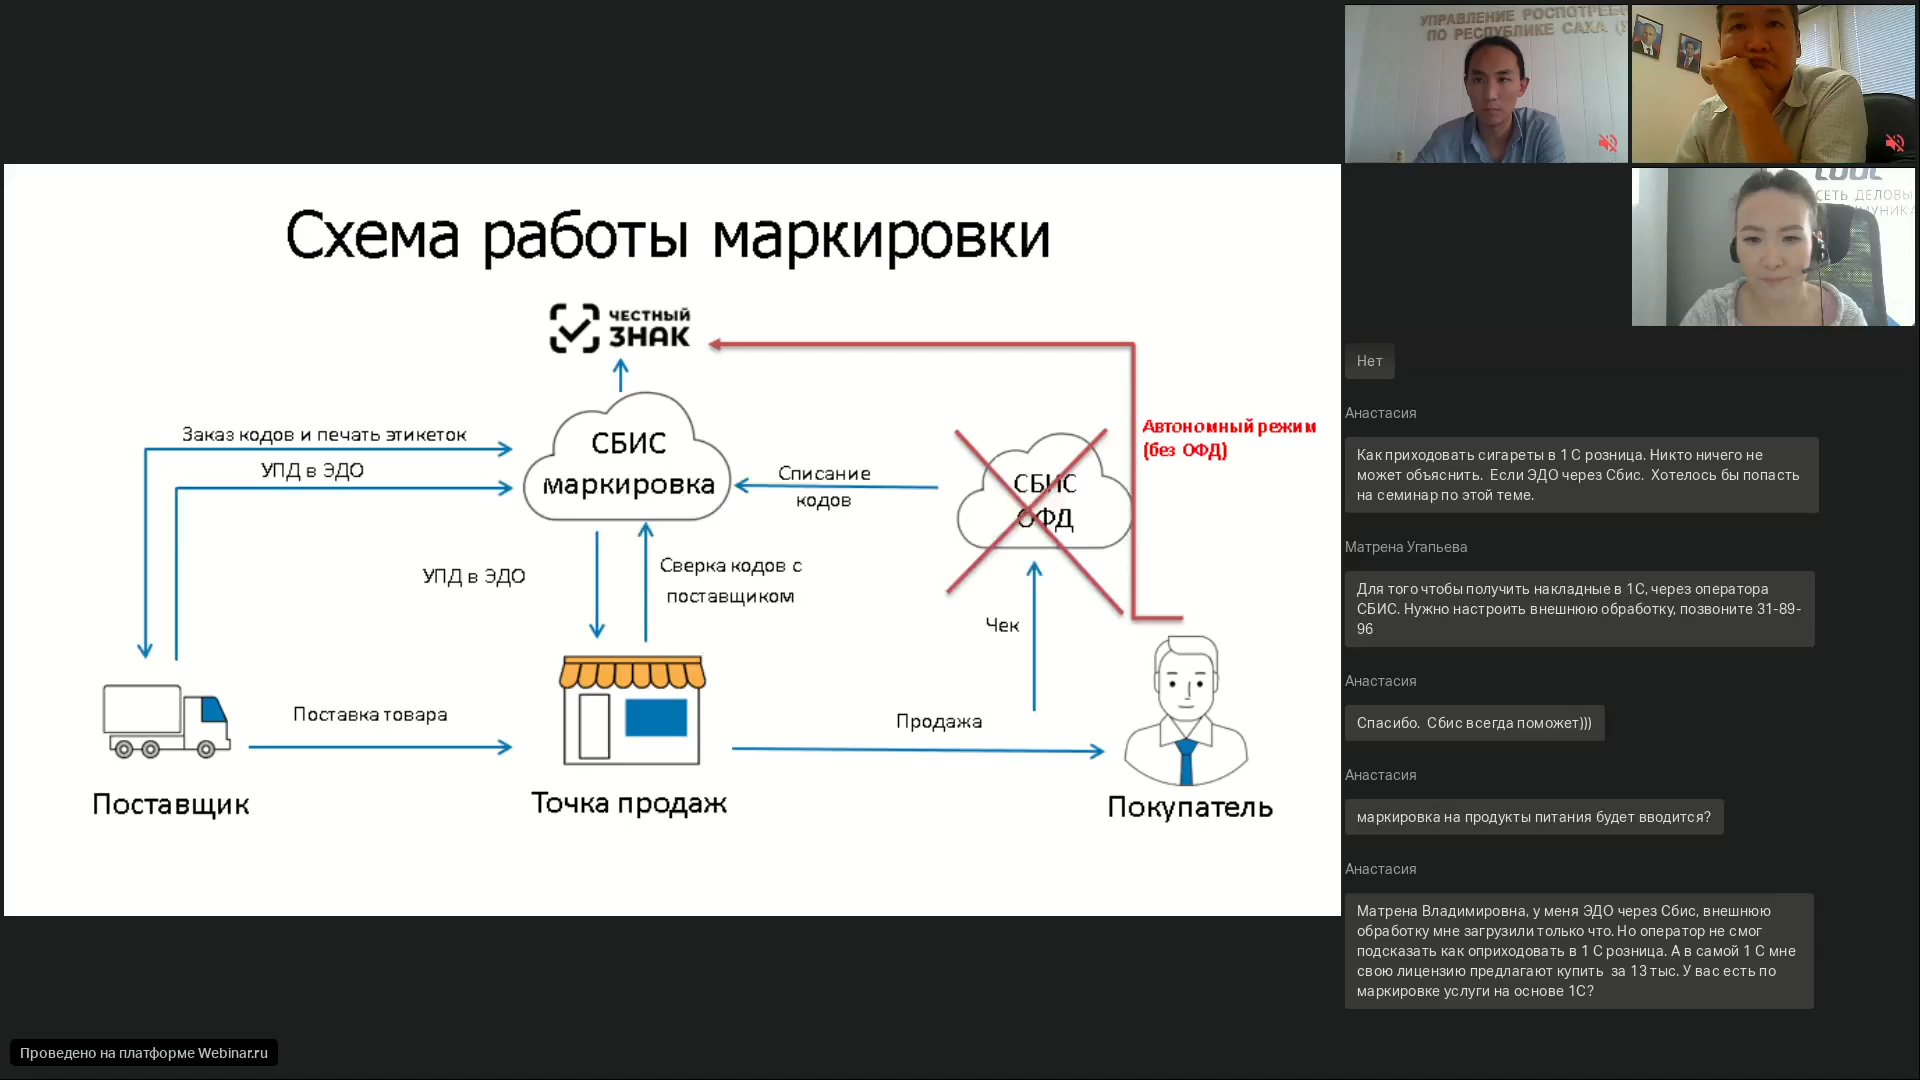 УПРАВЛЕНИЕ РОСПОТРЕБ
ПО РЕСПУБЛИКЕ САХА (
СЕТЬ ДЕЛОВЫ
Схема работы маркировки
ЧЕСТНЫЙ
ЗНАК
Заказ кодов и печать этикеток
УПД в ЭДО
СБИС
маркировка
Списание
кодов
СБИС
ОФД
Автономный режим
(без ОФД)
УПД в ЭДО
Сверка кодов с
поставщиком
Чек
Поставка товара
Продажа
Поставщик
Точка продаж
Покупатель
Нет
Анастасия
Как приходовать сигареты в 1 С розница. Никто ничего не
может объяснить. Если ЭДО через Сбис. Хотелось бы попасть
на семинар по этой теме.
Матрена Угапьева
Для того чтобы получить накладные в 1С, через оператора
СБИС. Нужно настроить внешнюю обработку, позвоните 31-89-
96
Анастасия
Спасибо. Сбис всегда поможет)))
Анастасия
маркировка на продукты питания будет вводится?
Анастасия
Матрена Владимировна, у меня ЭДО через Сбис, внешнюю
обработку мне загрузили только что. Но оператор не смог
подсказать как оприходовать в 1 С розница. А в самой 1 С мне
свою лицензию предлагают купить за 13 тыс. У вас есть по
маркировке услуги на основе 1С?
Проведено на платформе Webinar.ru